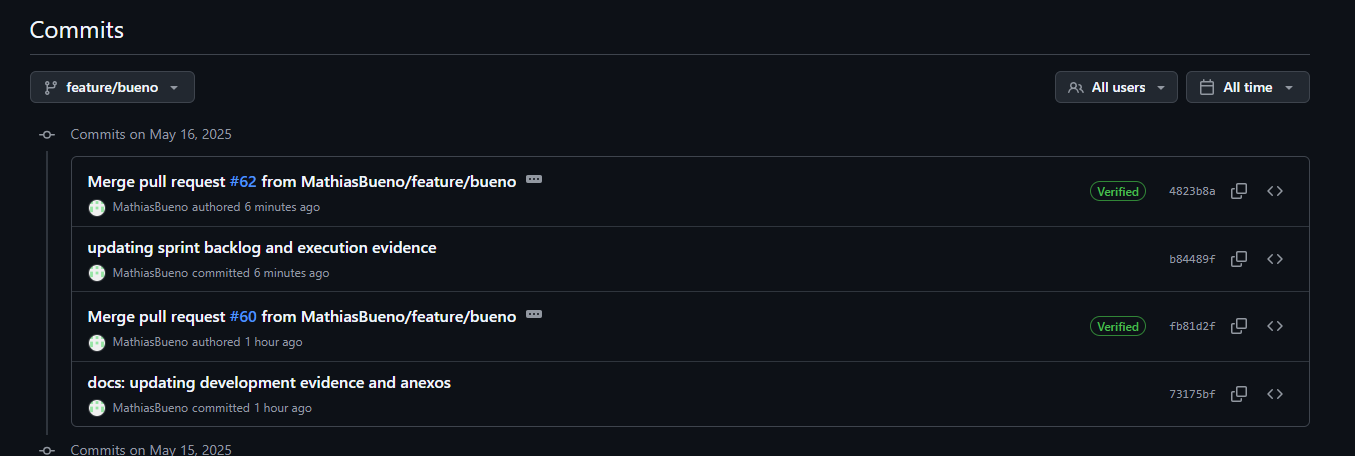 Commits
feature/bueno
All users
All time
Commits on May 16, 2025
Merge pull request #62 from MathiasBueno/feature/bueno
MathiasBueno authored 6 minutes ago
Verified
4823b8a
updating sprint backlog and execution evidence
MathiasBueno committed 6 minutes ago
b84489f
Merge pull request #60 from MathiasBueno/feature/bueno
MathiasBueno authored 1 hour ago
Verified
fb81d2f
docs: updating development evidence and anexos
MathiasBueno committed 1 hour ago
73175bf
Commits on May 15, 2025